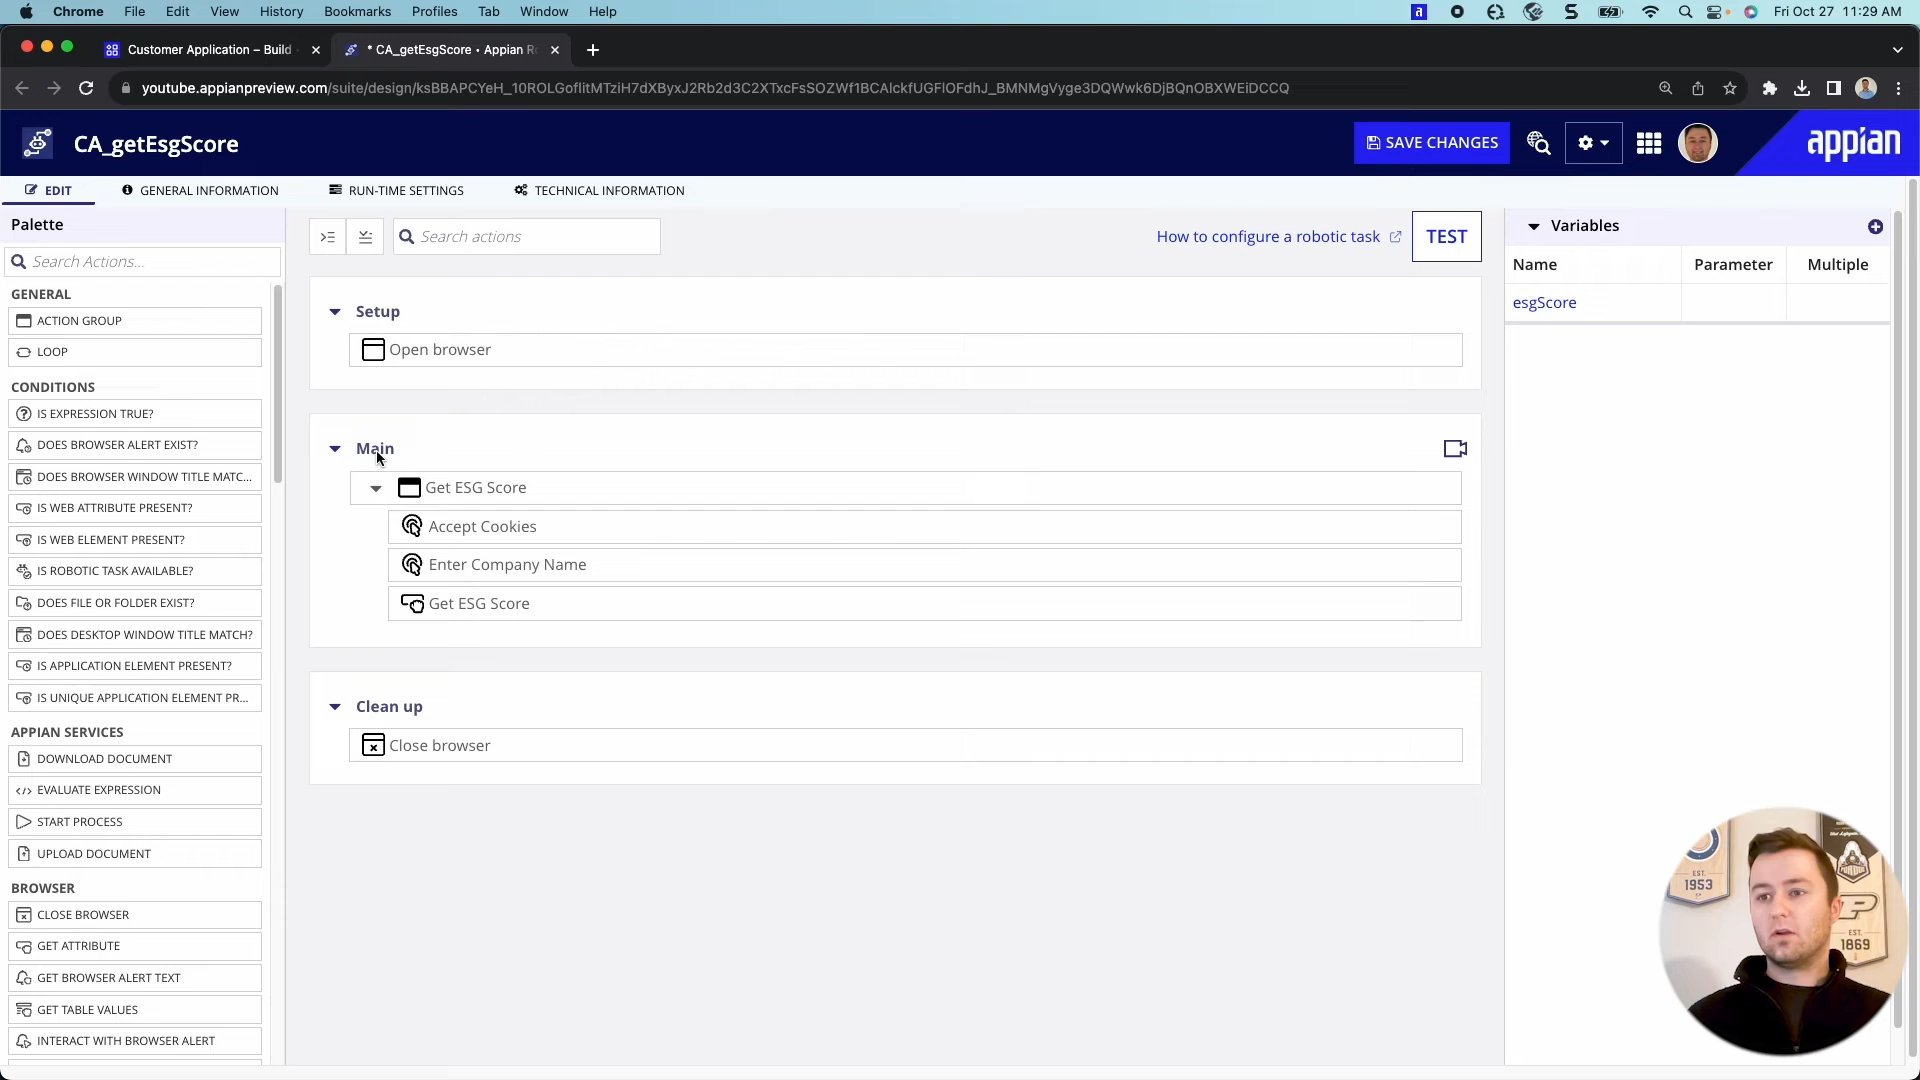 Chrome File Edit View History Bookmarks Profiles Tab Window Help
Fri Oct 27 11:29 AM
Customer Application – Build
* CA_getEsgScore • Appian R
youtube.appianpreview.com/suite/design/ksBBAPCYeH_10ROLGoflitMTziH7dXByxJ2Rb2d3C2XTxcFsSOZWf1BCAlckfUGFlOFdhJ_BMNMgVyge3DQWwk6DjBQnOBXWEiDCCQ
CA_getEsgScore
SAVE CHANGES
appian
EDIT
GENERAL INFORMATION
RUN-TIME SETTINGS
TECHNICAL INFORMATION
Palette
Search Actions...
GENERAL
ACTION GROUP
LOOP
CONDITIONS
IS EXPRESSION TRUE?
DOES BROWSER ALERT EXIST?
DOES BROWSER WINDOW TITLE MATC...
IS WEB ATTRIBUTE PRESENT?
IS WEB ELEMENT PRESENT?
IS ROBOTIC TASK AVAILABLE?
DOES FILE OR FOLDER EXIST?
DOES DESKTOP WINDOW TITLE MATCH?
IS APPLICATION ELEMENT PRESENT?
IS UNIQUE APPLICATION ELEMENT PR...
APPIAN SERVICES
DOWNLOAD DOCUMENT
EVALUATE EXPRESSION
START PROCESS
UPLOAD DOCUMENT
BROWSER
CLOSE BROWSER
GET ATTRIBUTE
GET BROWSER ALERT TEXT
GET TABLE VALUES
INTERACT WITH BROWSER ALERT
Search actions
How to configure a robotic task
TEST
Setup
Open browser
Main
Get ESG Score
Accept Cookies
Enter Company Name
Get ESG Score
Clean up
Close browser
Variables
Name Parameter Multiple
esgScore
EST.
1953
PURDUE
P
EST.
1869